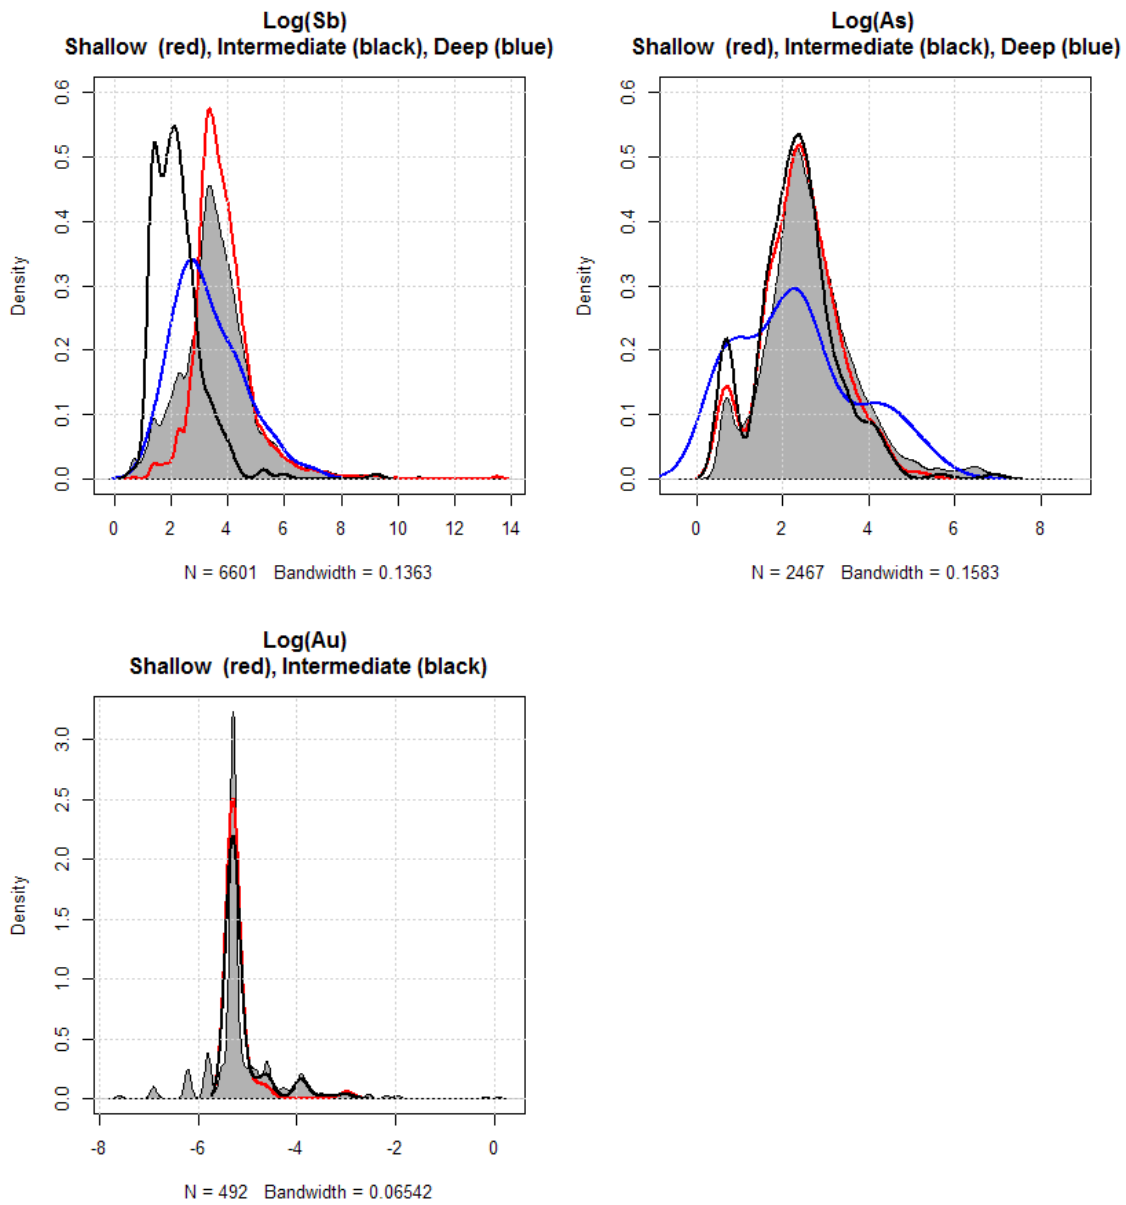 Log(Sb)
Shallow  (red), Intermediate (black), Deep (blue)
Density
0.0 0.1 0.2 0.3 0.4 0.5 0.6
0 2 4 6 8 10 12 14
N = 6601   Bandwidth = 0.1363
Log(As)
Shallow  (red), Intermediate (black), Deep (blue)
Density
0.0 0.1 0.2 0.3 0.4 0.5 0.6
0 2 4 6 8
N = 2467   Bandwidth = 0.1583
Log(Au)
Shallow  (red), Intermediate (black)
Density
0.0 0.5 1.0 1.5 2.0 2.5 3.0
-8 -6 -4 -2 0
N = 492   Bandwidth = 0.06542